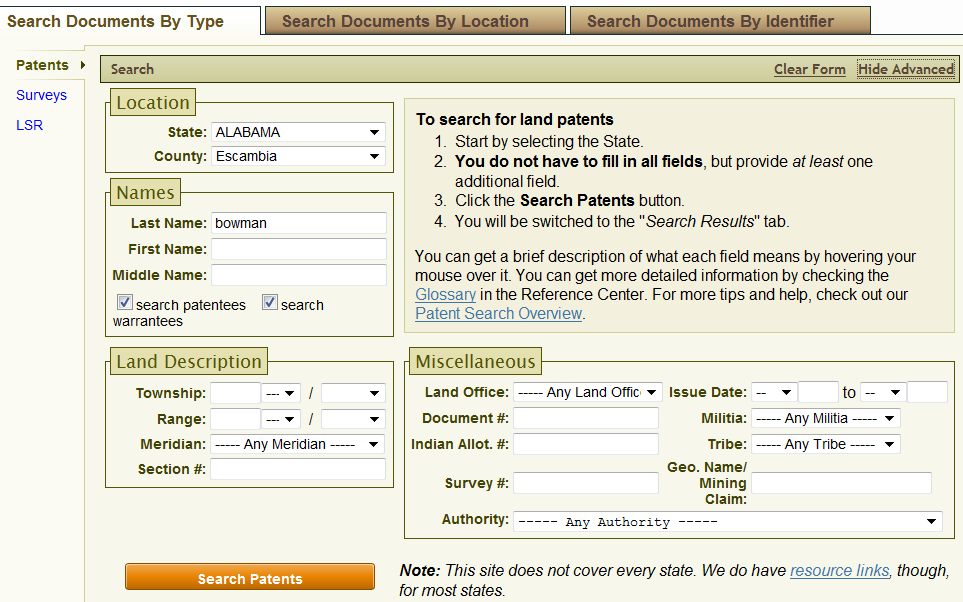 Search Documents By Type
Search Documents By Location
Search Documents By Identifier
Patents
Surveys
LSR
Search
Clear Form
Hide Advanced
Location
State: ALABAMA
County: Escambia
Names
Last Name: bowman
First Name:
Middle Name:
search patentees search
warrantees
To search for land patents
1. Start by selecting the State.
2. You do not have to fill in all fields, but provide at least one
additional field.
3. Click the Search Patents button.
4. You will be switched to the "Search Results" tab.
You can get a brief description of what each field means by hovering your
mouse over it. You can get more detailed information by checking the
Glossary in the Reference Center. For more tips and help, check out our
Patent Search Overview.
Land Description
Township: --- /
Range: --- /
Meridian: ----- Any Meridian -----
Section #:
Miscellaneous
Land Office: ----- Any Land Offic
Issue Date: -- to --
Document #:
Militia: ----- Any Militia -----
Indian Allot. #:
Tribe: ----- Any Tribe -----
Survey #:
Geo. Name/
Mining
Claim:
Authority: ----- Any Authority -----
Search Patents
Note: This site does not cover every state. We do have resource links, though,
for most states.